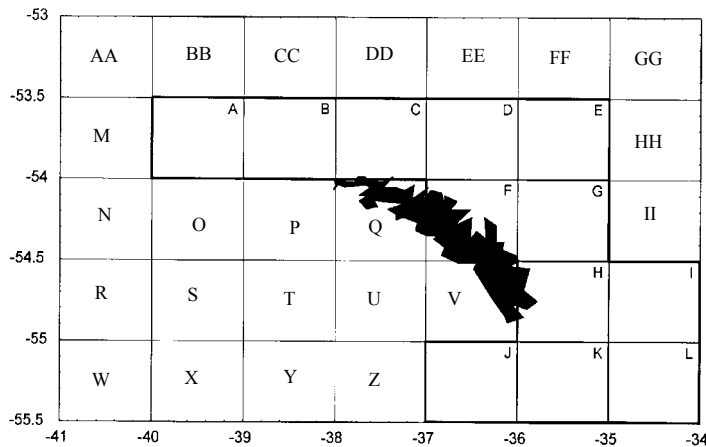 -53
AA BB CC DD EE FF GG
-53.5
M A B C D E HH
-54
N O P Q F G II
-54.5
R S T U V H I
-55
W X Y Z J K L
-55.5
-41 -40 -39 -38 -37 -36 -35 -34